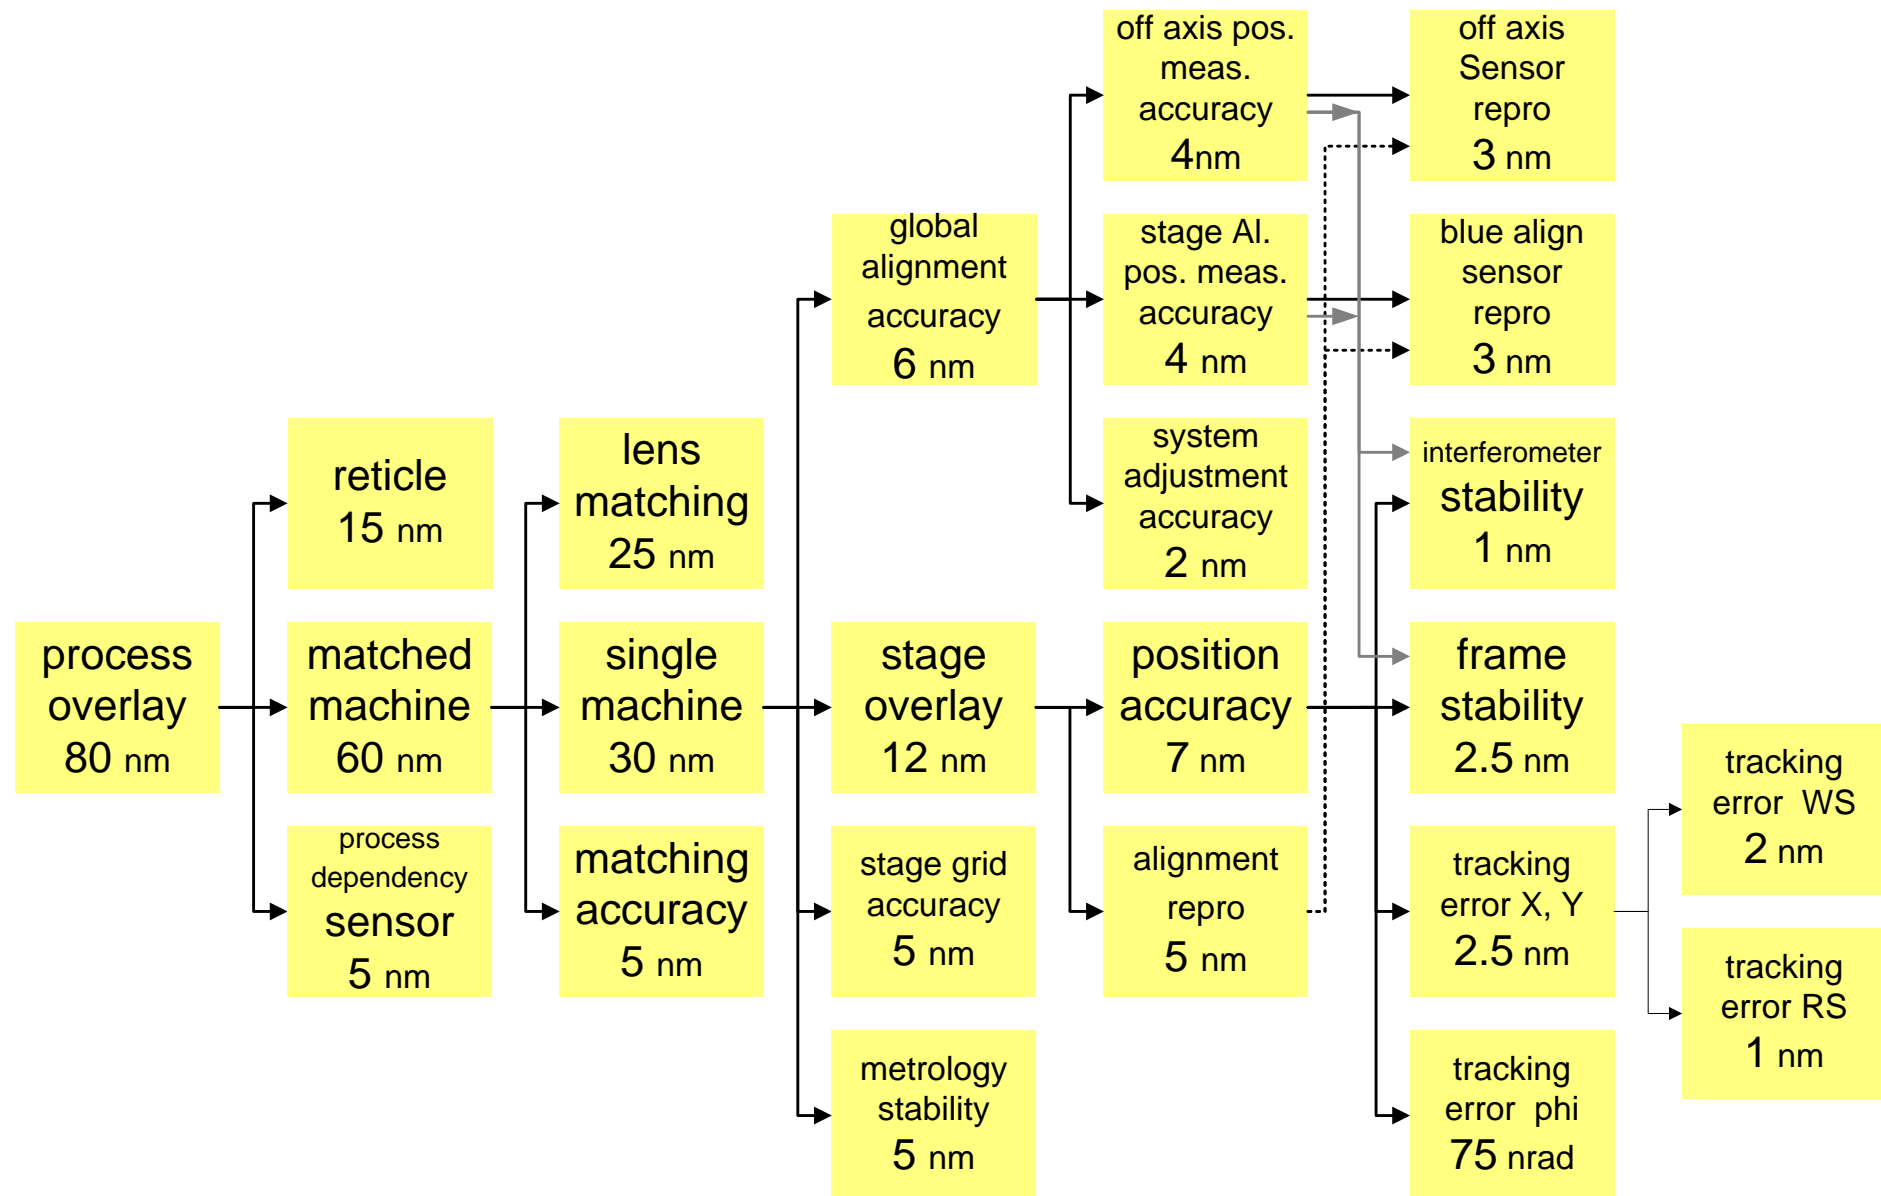 process
overlay
80 nm
reticle
15 nm
matched
machine
60 nm
process
dependency
sensor
5 nm
lens
matching
25 nm
single
machine
30 nm
matching
accuracy
5 nm
global
alignment
accuracy
6 nm
stage
overlay
12 nm
stage grid
accuracy
5 nm
metrology
stability
5 nm
off axis pos.
meas.
accuracy
4nm
stage Al.
pos. meas.
accuracy
4 nm
system
adjustment
accuracy
2 nm
position
accuracy
7 nm
alignment
repro
5 nm
off axis
Sensor
repro
3 nm
blue align
sensor
repro
3 nm
interferometer
stability
1 nm
frame
stability
2.5 nm
tracking
error X, Y
2.5 nm
tracking
error phi
75 nrad
tracking
error WS
2 nm
tracking
error RS
1 nm